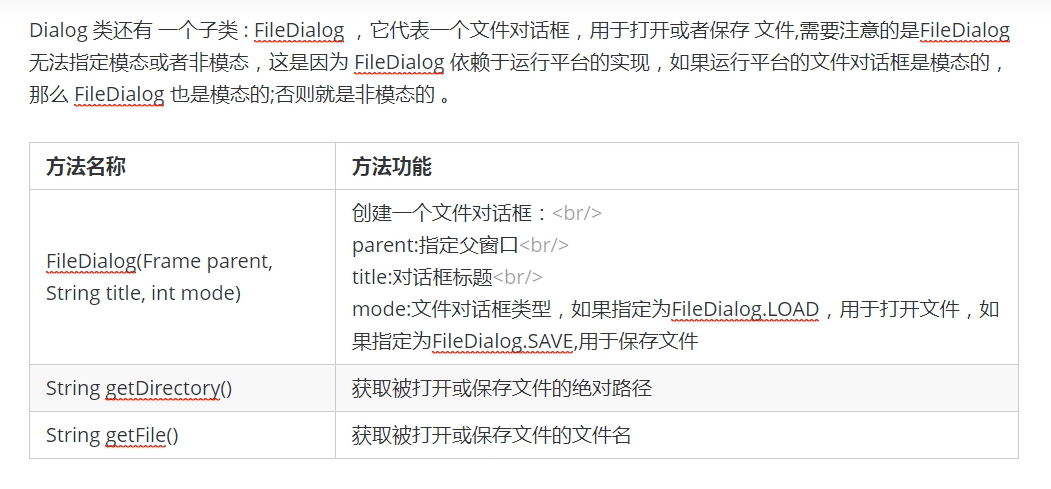 Dialog 类还有 一个子类 : FileDialog ，它代表一个文件对话框，用于打开或者保存 文件,需要注意的是FileDialog
无法指定模态或者非模态，这是因为 FileDialog 依赖于运行平台的实现，如果运行平台的文件对话框是模态的，
那么 FileDialog 也是模态的;否则就是非模态的 。
方法名称 方法功能
创建一个文件对话框：<br/>
parent:指定父窗口<br/>
FileDialog(Frame parent,
String title, int mode)
title:对话框标题<br/>
mode:文件对话框类型，如果指定为FileDialog.LOAD，用于打开文件，如
果指定为FileDialog.SAVE,用于保存文件
String getDirectory() 获取被打开或保存文件的绝对路径
String getFile() 获取被打开或保存文件的文件名